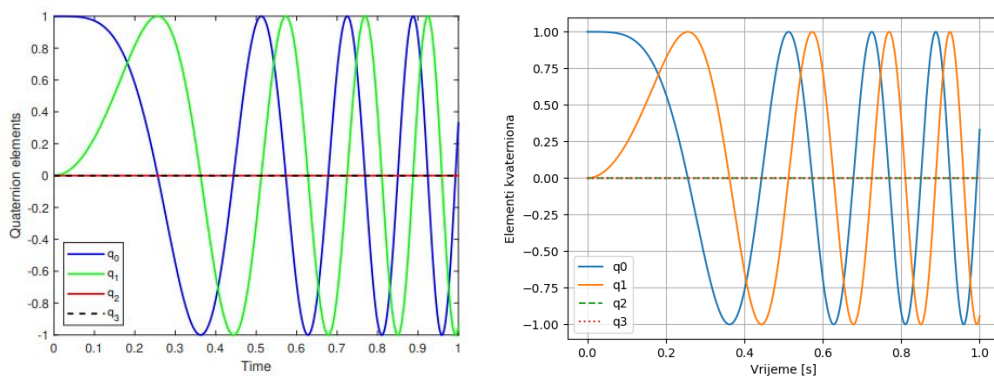 1
0.8
0.6
0.4
0.2
0
-0.2
-0.4
-0.6
-0.8
-1
Quaternion elements
q0
q1
q2
q3
0 0.1 0.2 0.3 0.4 0.5 0.6 0.7 0.8 0.9 1
Time
1.00
0.75
0.50
0.25
0.00
−0.25
−0.50
−0.75
−1.00
Elementi kvaterniona
q0
q1
q2
q3
0.0 0.2 0.4 0.6 0.8 1.0
Vrijeme [s]